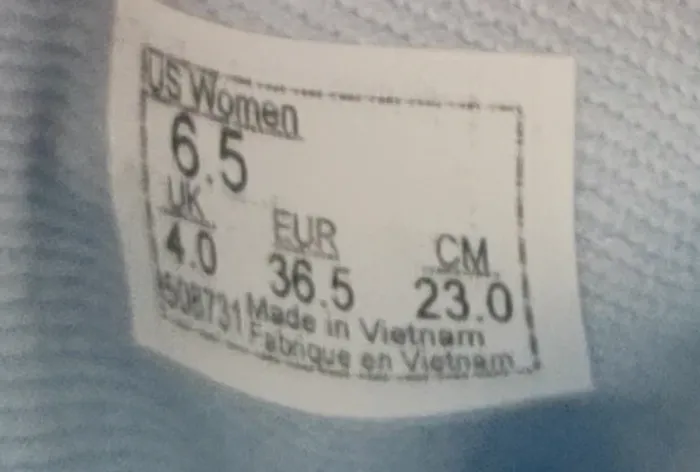 US Women
6.5
UK EUR CM
4.0 36.5 23.0
Made in Vietnam
Fabrique en Vietnam